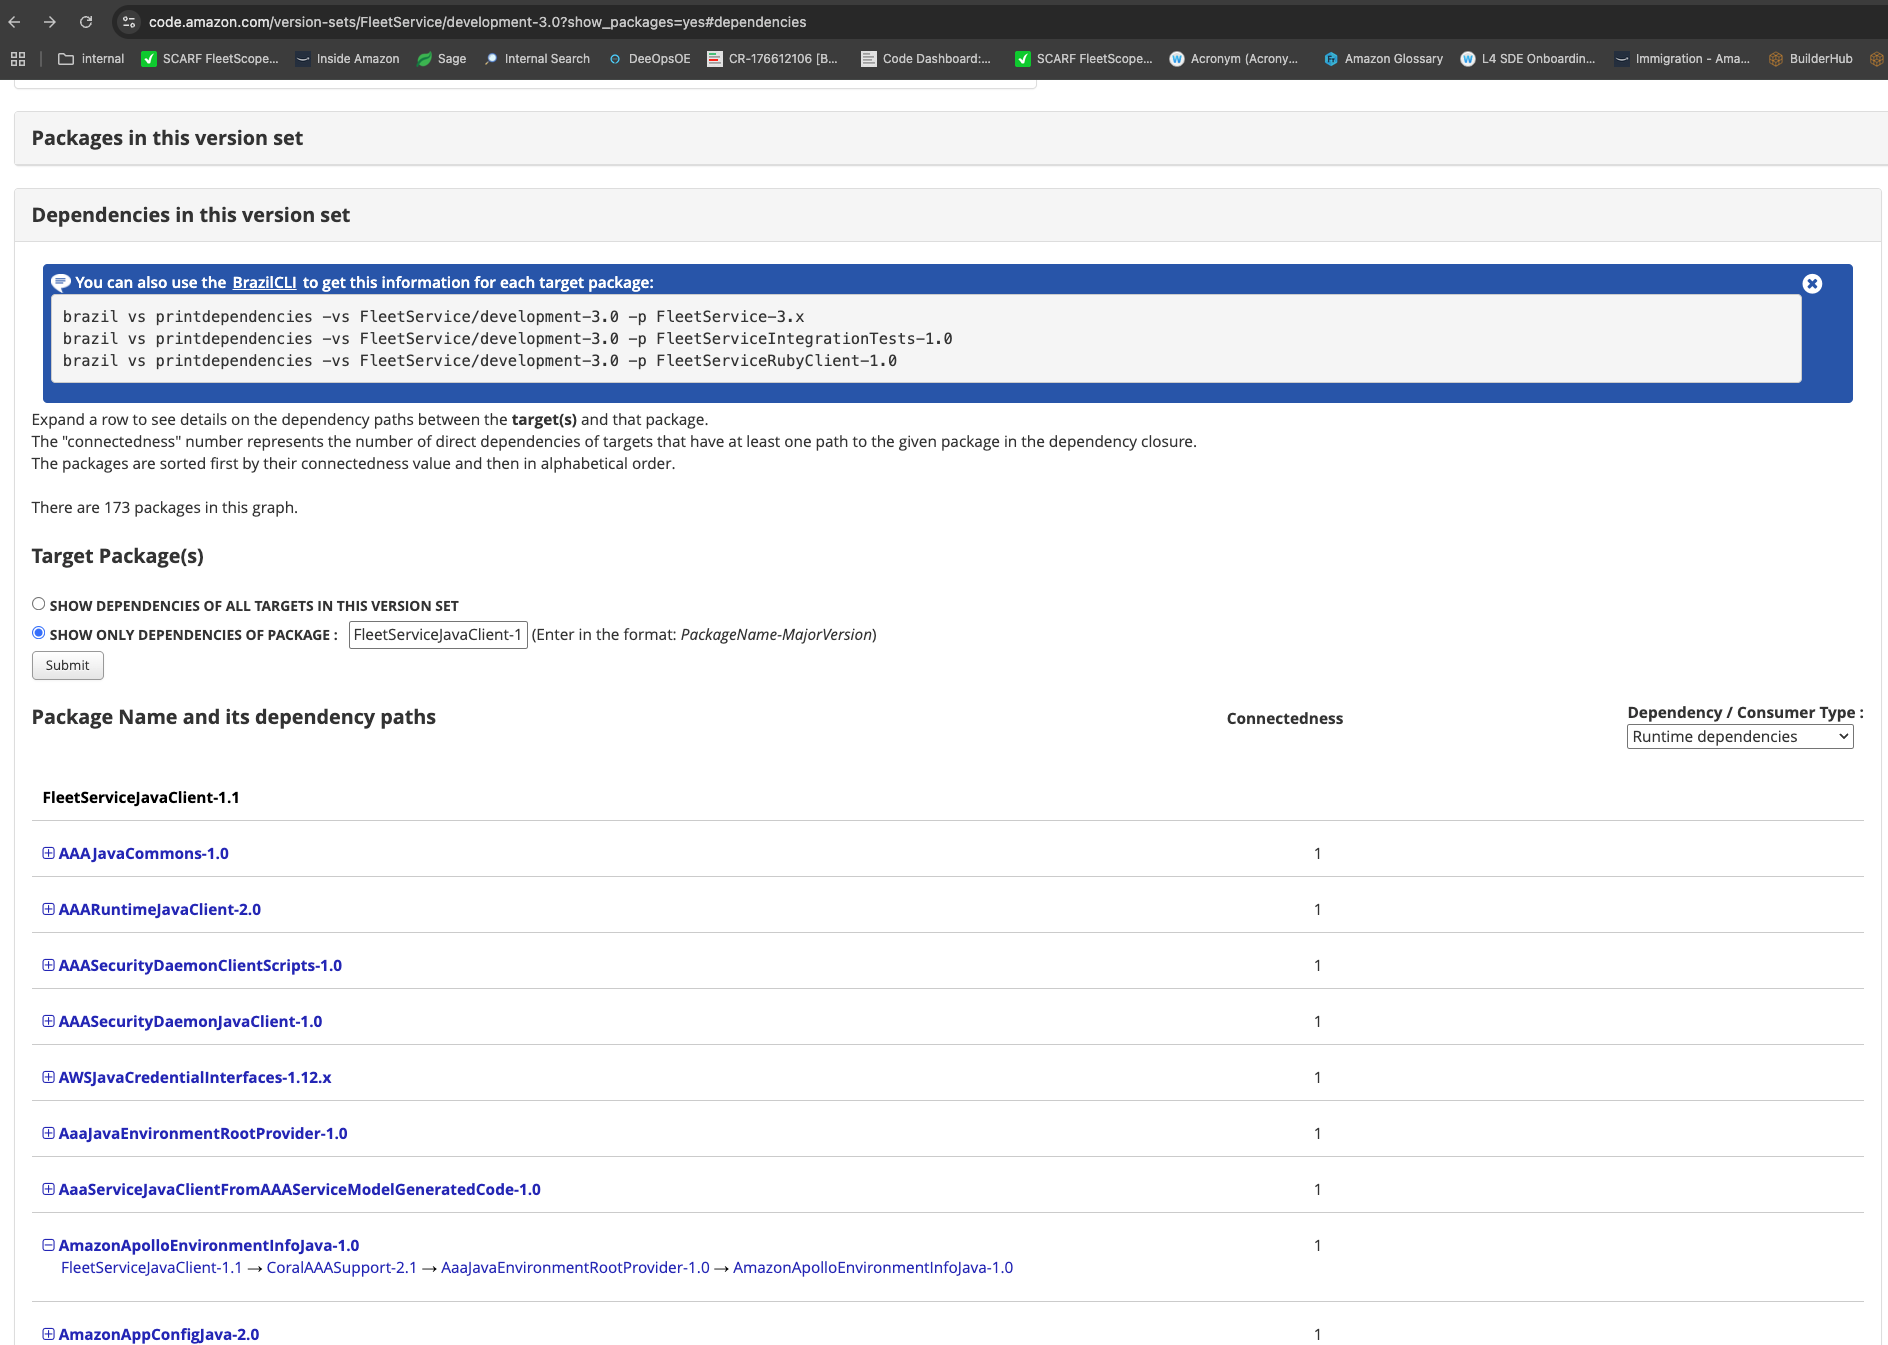 code.amazon.com/version-sets/FleetService/development-3.0?show_packages=yes#dependencies
internal
SCARF FleetScope...
Inside Amazon
Sage
Internal Search
DeeOpsOE
CR-176612106 [B...
Code Dashboard:...
SCARF FleetScope...
Acronym (Acrony...
Amazon Glossary
L4 SDE Onboardin...
Immigration - Ama...
BuilderHub
Packages in this version set
Dependencies in this version set
You can also use the BrazilCLI to get this information for each target package:
brazil vs printdependencies -vs FleetService/development-3.0 -p FleetService-3.x
brazil vs printdependencies -vs FleetService/development-3.0 -p FleetServiceIntegrationTests-1.0
brazil vs printdependencies -vs FleetService/development-3.0 -p FleetServiceRubyClient-1.0
Expand a row to see details on the dependency paths between the target(s) and that package.
The "connectedness" number represents the number of direct dependencies of targets that have at least one path to the given package in the dependency closure.
The packages are sorted first by their connectedness value and then in alphabetical order.
There are 173 packages in this graph.
Target Package(s)
SHOW DEPENDENCIES OF ALL TARGETS IN THIS VERSION SET
SHOW ONLY DEPENDENCIES OF PACKAGE : FleetServiceJavaClient-1 (Enter in the format: PackageName-MajorVersion)
Submit
Package Name and its dependency paths
Connectedness
Dependency / Consumer Type :
Runtime dependencies
FleetServiceJavaClient-1.1
AAAJavaCommons-1.0 1
AAARuntimeJavaClient-2.0 1
AAASecurityDaemonClientScripts-1.0 1
AAASecurityDaemonJavaClient-1.0 1
AWSJavaCredentialInterfaces-1.12.x 1
AaaJavaEnvironmentRootProvider-1.0 1
AaaServiceJavaClientFromAAAServiceModelGeneratedCode-1.0 1
AmazonApolloEnvironmentInfoJava-1.0 1
FleetServiceJavaClient-1.1 → CoralAAASupport-2.1 → AaaJavaEnvironmentRootProvider-1.0 → AmazonApolloEnvironmentInfoJava-1.0
AmazonAppConfigJava-2.0 1